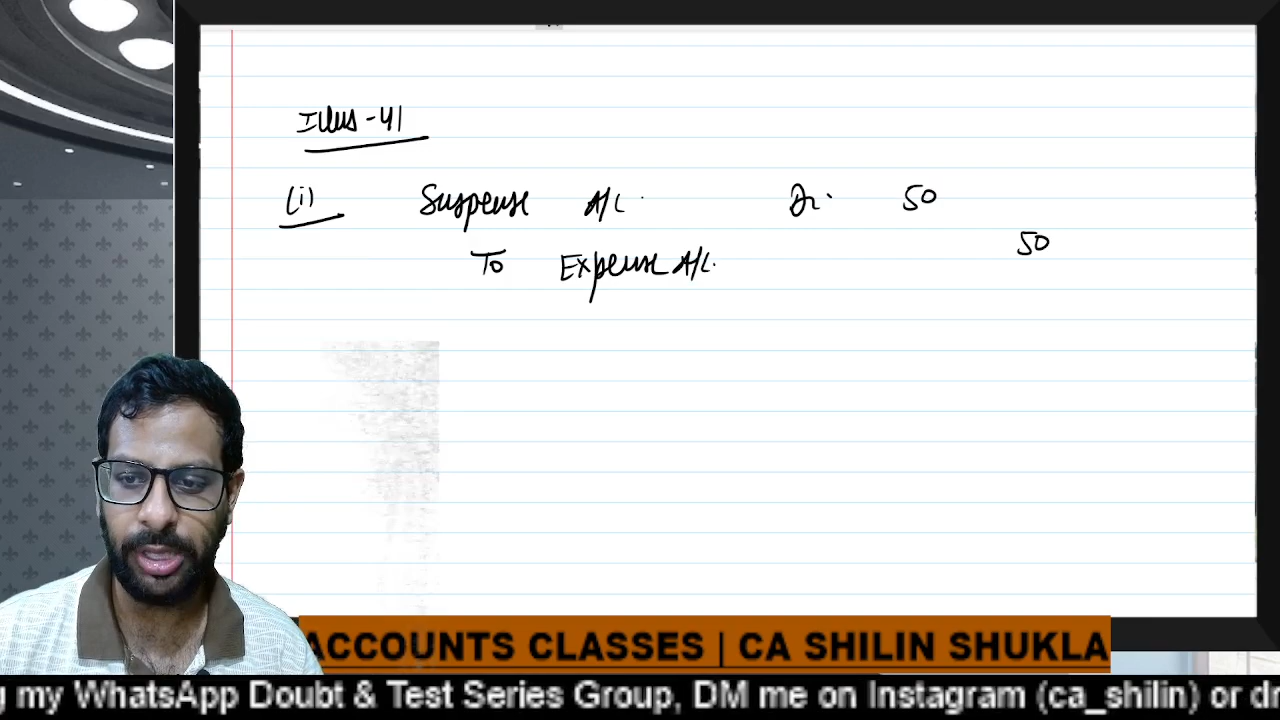 Illus - 41
(i) Suspense A/c. Dr. 50
To Expense A/c. 50
ACCOUNTS CLASSES | CA SHILIN SHUKLA
my WhatsApp Doubt & Test Series Group, DM me on Instagram (ca_shilin) or